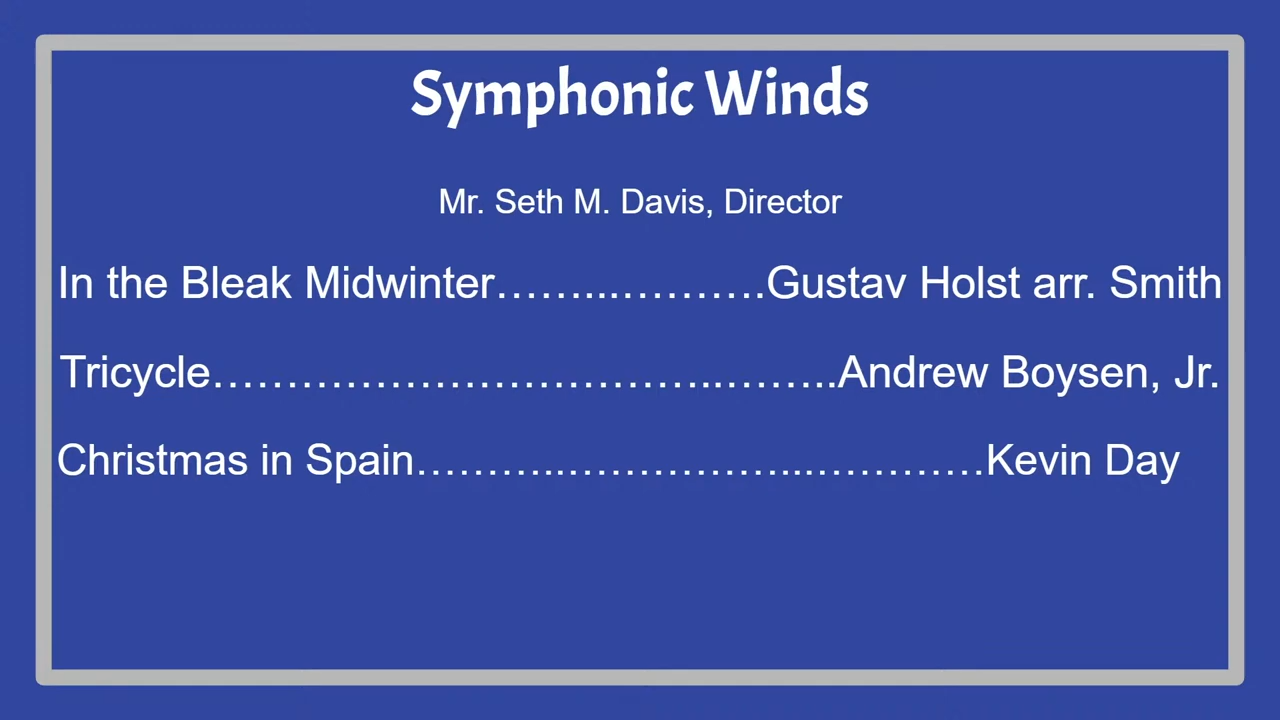 Symphonic Winds
Mr. Seth M. Davis, Director
In the Bleak Midwinter……...……….Gustav Holst arr. Smith
Tricycle……………………………..……..Andrew Boysen, Jr.
Christmas in Spain………..……………...…………Kevin Day